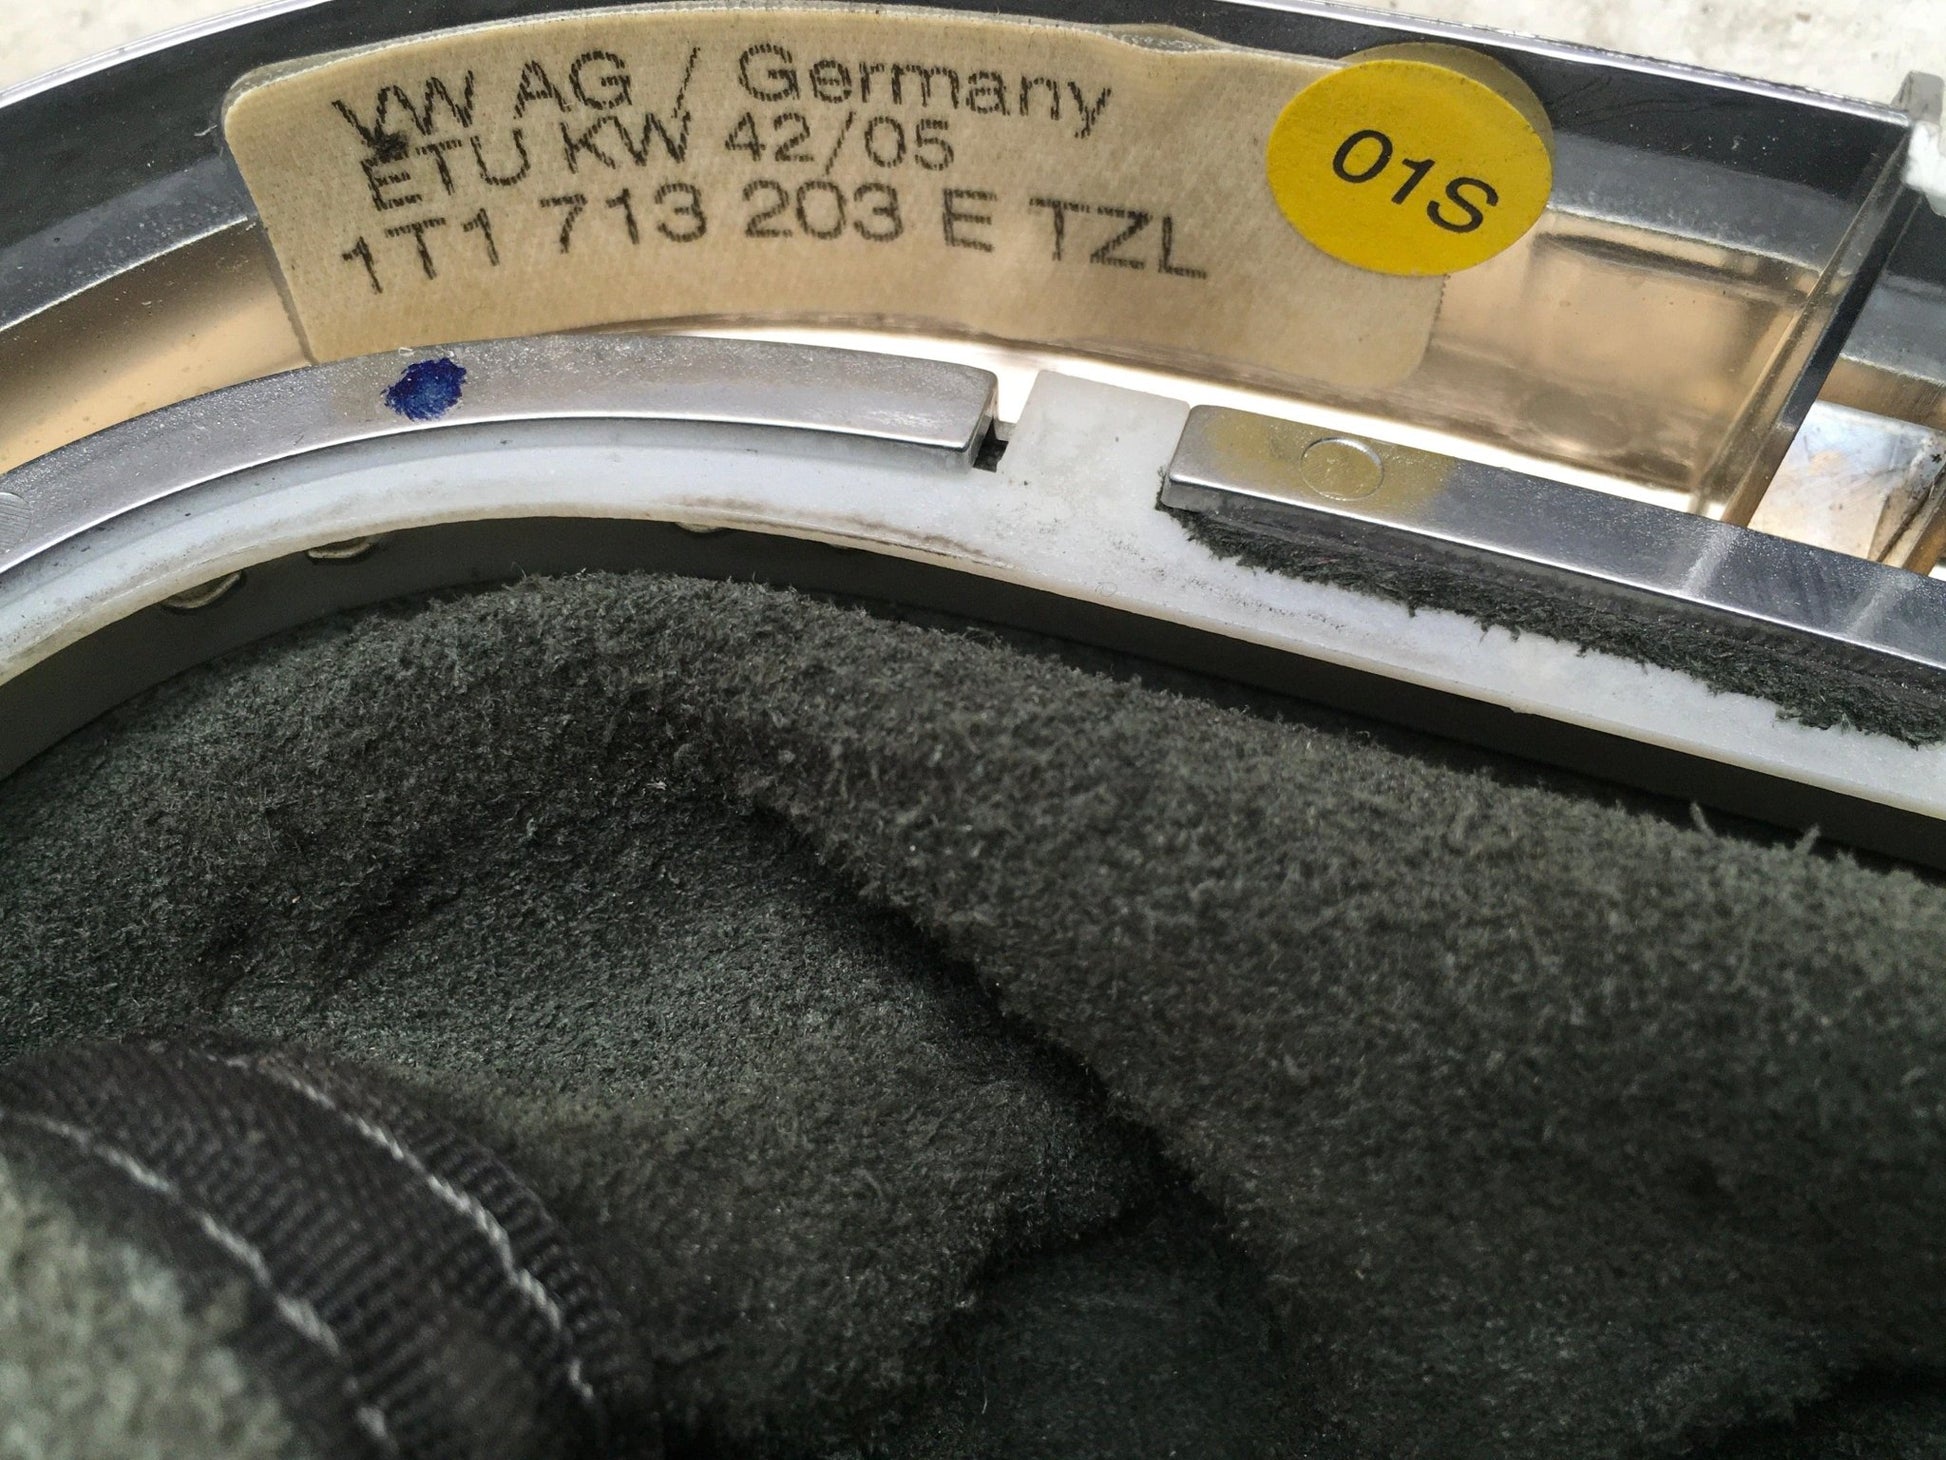 VW AG / Germany
ETU KW 42/05
1T1 713 203 E TZL
01S